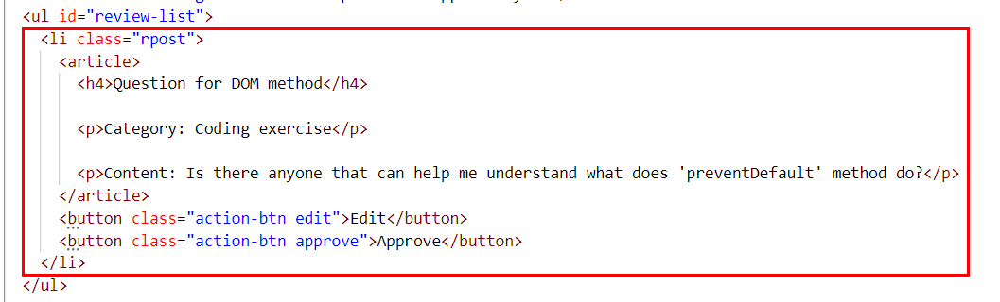 <ul id="review-list">
<li class="rpost">
<article>
<h4>Question for DOM method</h4>
<p>Category: Coding exercise</p>
<p>Content: Is there anyone that can help me understand what does 'preventDefault' method do?</p>
</article>
<button class="action-btn edit">Edit</button>
<button class="action-btn approve">Approve</button>
</li>
</ul>